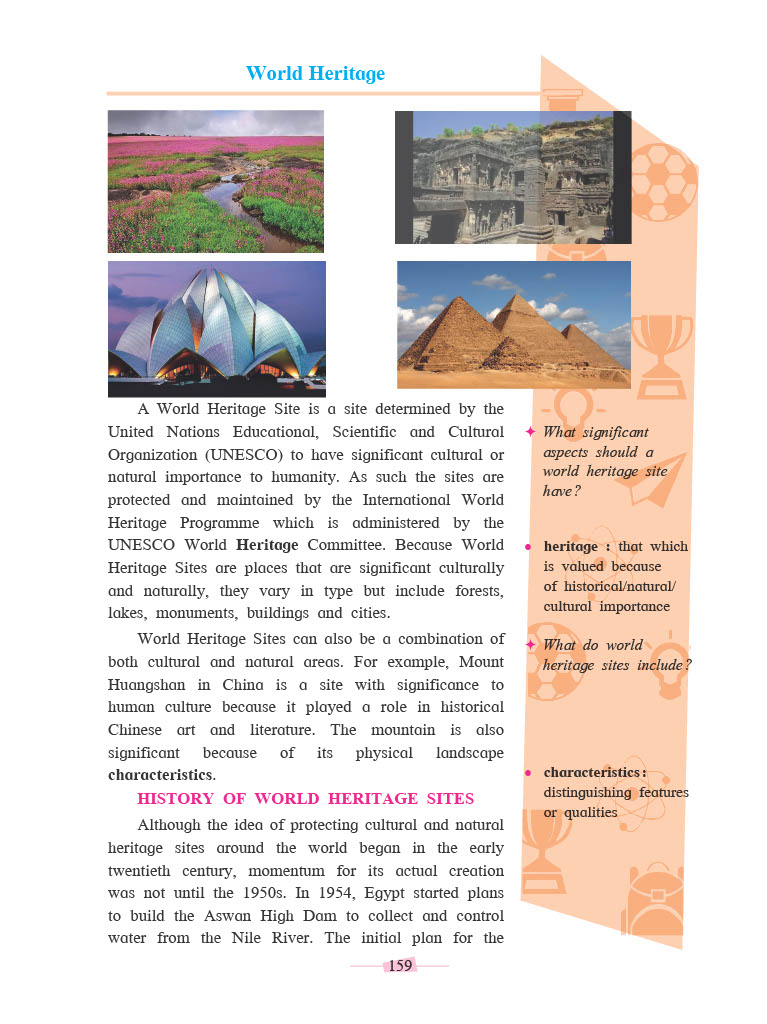 World Heritage
A World Heritage Site is a site determined by the
United Nations Educational, Scientific and Cultural
Organization (UNESCO) to have significant cultural or
natural importance to humanity. As such the sites are
protected and maintained by the International World
Heritage Programme which is administered by the
UNESCO World Heritage Committee. Because World
Heritage Sites are places that are significant culturally
and naturally, they vary in type but include forests,
lakes, monuments, buildings and cities.
World Heritage Sites can also be a combination of
both cultural and natural areas. For example, Mount
Huangshan in China is a site with significance to
human culture because it played a role in historical
Chinese art and literature. The mountain is also
significant because of its physical landscape
characteristics.
HISTORY OF WORLD HERITAGE SITES
Although the idea of protecting cultural and natural
heritage sites around the world began in the early
twentieth century, momentum for its actual creation
was not until the 1950s. In 1954, Egypt started plans
to build the Aswan High Dam to collect and control
water from the Nile River. The initial plan for the
✦ What significant
aspects should a
world heritage site
have?
• heritage : that which
is valued because
of historical/natural/
cultural importance
✦ What do world
heritage sites include?
• characteristics :
distinguishing features
or qualities
159